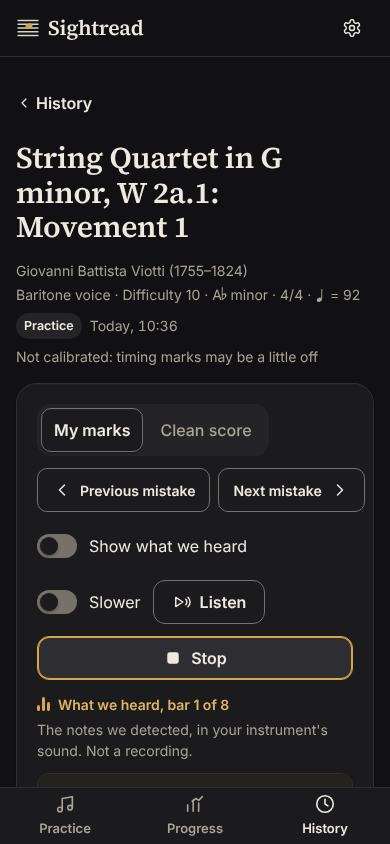 Sightread
History
String Quartet in G
minor, W 2a.1:
Movement 1
Giovanni Battista Viotti (1755–1824)
Baritone voice · Difficulty 10 · A♭ minor · 4/4 · ♩ = 92
Practice Today, 10:36
Not calibrated: timing marks may be a little off
My marks Clean score
Previous mistake Next mistake
Show what we heard
Slower Listen
Stop
What we heard, bar 1 of 8
The notes we detected, in your instrument's
sound. Not a recording.
Practice Progress History